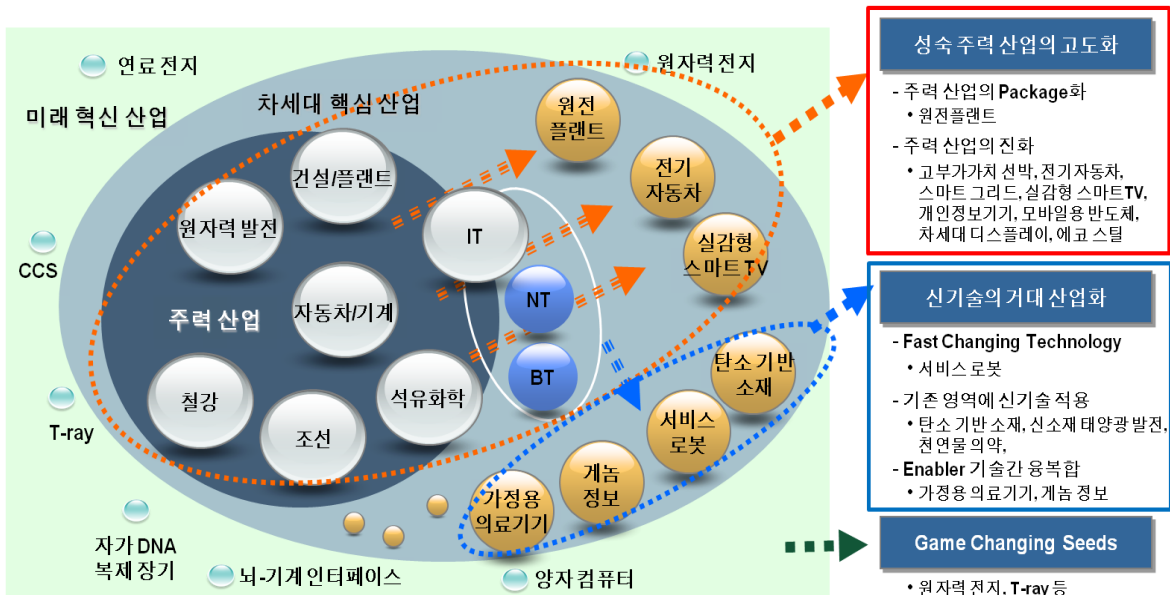 연료 전지
미래 혁신 산업
차세대 핵심 산업
원자력 전지
원전
플랜트
전기
자동차
실감형
스마트 TV
건설/플랜트
원자력 발전
IT
CCS
주력 산업
자동차/기계
NT
BT
탄소 기반
소재
서비스
로봇
게놈
정보
가정용
의료기기
철강
조선
석유화학
T-ray
자가 DNA
복제 장기
뇌-기계 인터페이스
양자 컴퓨터
성숙 주력 산업의 고도화
- 주력 산업의 Package화
• 원전플랜트
- 주력 산업의 진화
• 고부가가치 선박, 전기자동차,
스마트 그리드, 실감형 스마트TV,
개인정보기기, 모바일용 반도체,
차세대 디스플레이, 에코 스틸
신기술의 거대 산업화
- Fast Changing Technology
• 서비스 로봇
- 기존 영역에 신기술 적용
• 탄소 기반 소재, 신소재 태양광 발전,
천연물 의약,
- Enabler 기술간 융복합
• 가정용 의료기기, 게놈 정보
Game Changing Seeds
• 원자력 전지, T-ray 등